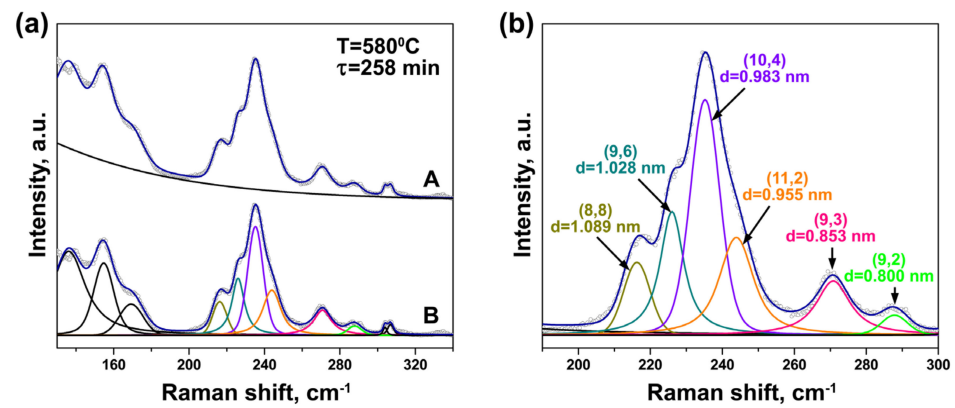 (a)
T=580⁰C
τ=258 min
A
B
Intensity, a.u.
160 200 240 280 320
Raman shift, cm⁻¹
(b)
(10,4)
d=0.983 nm
(9,6)
d=1.028 nm
(11,2)
d=0.955 nm
(8,8)
d=1.089 nm
(9,3)
d=0.853 nm
(9,2)
d=0.800 nm
Intensity, a.u.
200 220 240 260 280 300
Raman shift, cm⁻¹